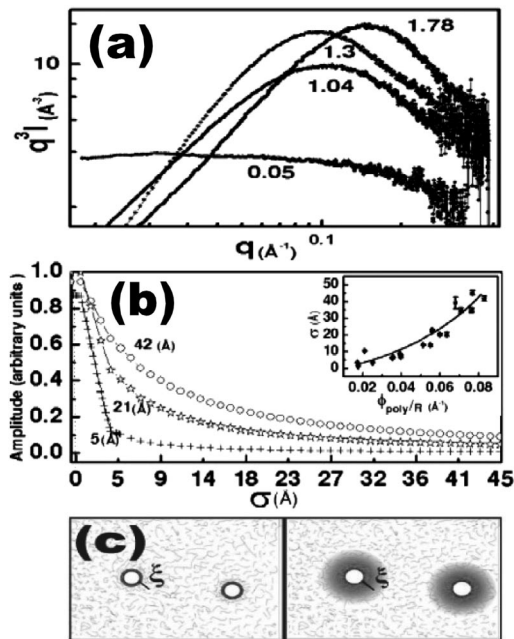 (a)
q³I (Å⁻³)
10
1.78
1.3
1.04
0.05
q (Å⁻¹)
0.1
(b)
Amplitude (arbitrary units)
1.0
0.8
0.6
0.4
0.2
0.0
42 (Å)
21(Å)
5(Å)
0 4 9 14 18 23 27 32 36 41 45
σ(Å)
σ (Å)
50
40
30
20
10
0
0.02 0.04 0.06 0.08
ϕpoly/R (Å⁻¹)
(c)
ξ
ξ